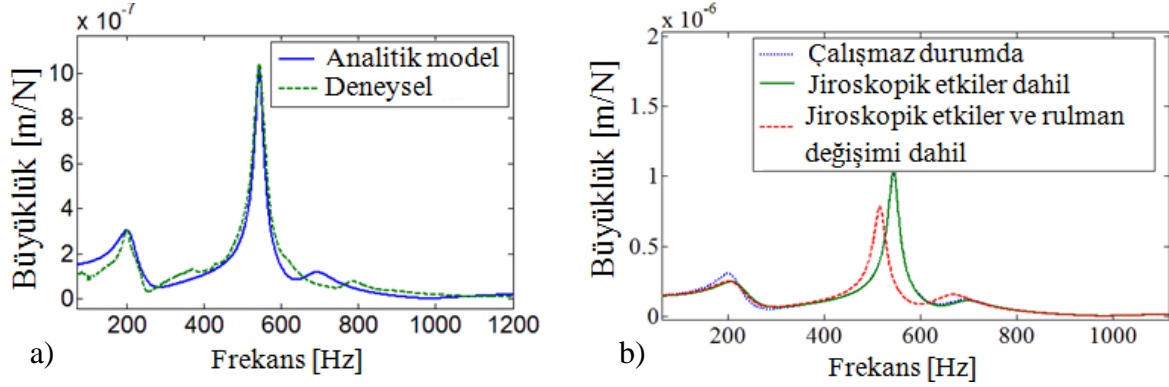 x 10⁻⁷
Büyüklük [m/N]
10
8
6
4
2
0
Analitik model
Deneysel
200
400
600
800
1000
1200
Frekans [Hz]
a)
x 10⁻⁶
Büyüklük [m/N]
2
1.5
1
0.5
0
Çalışmaz durumda
Jiroskopik etkiler dahil
Jiroskopik etkiler ve rulman
değişimi dahil
200
400
600
800
1000
Frekans [Hz]
b)